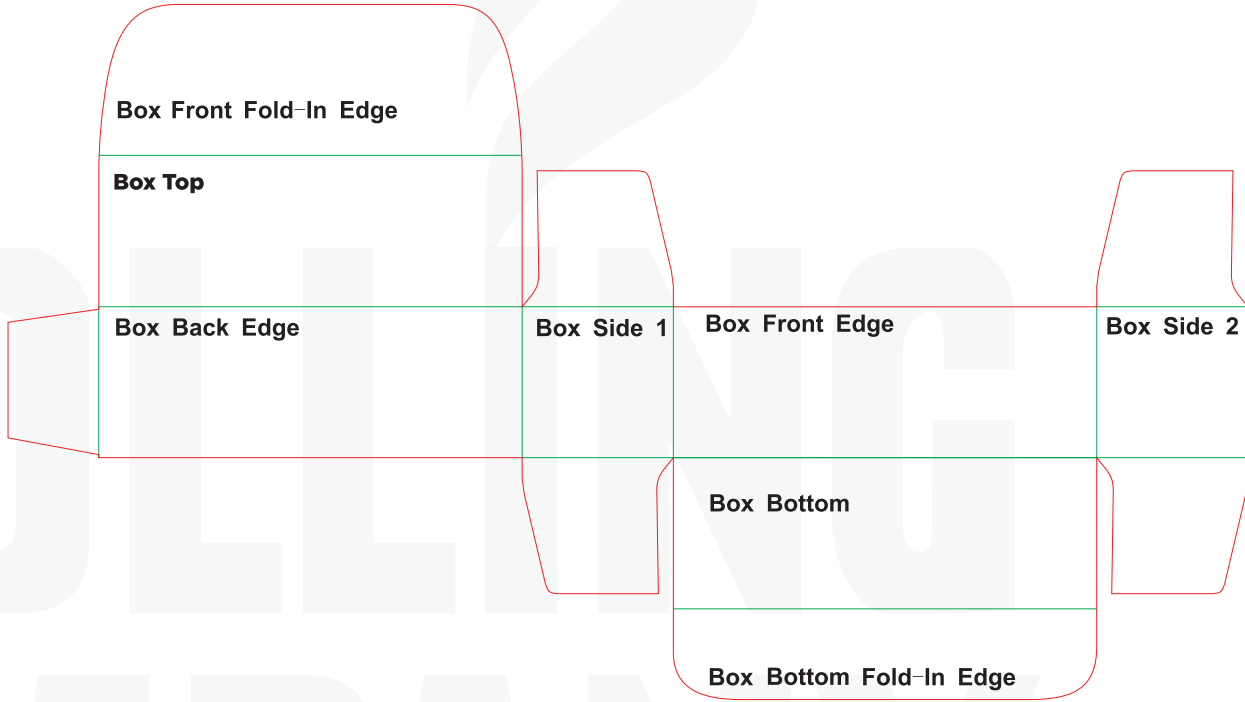 Box Front Fold-In Edge
Box Top
Box Back Edge
Box Side 1
Box Front Edge
Box Side 2
Box Bottom
Box Bottom Fold-In Edge